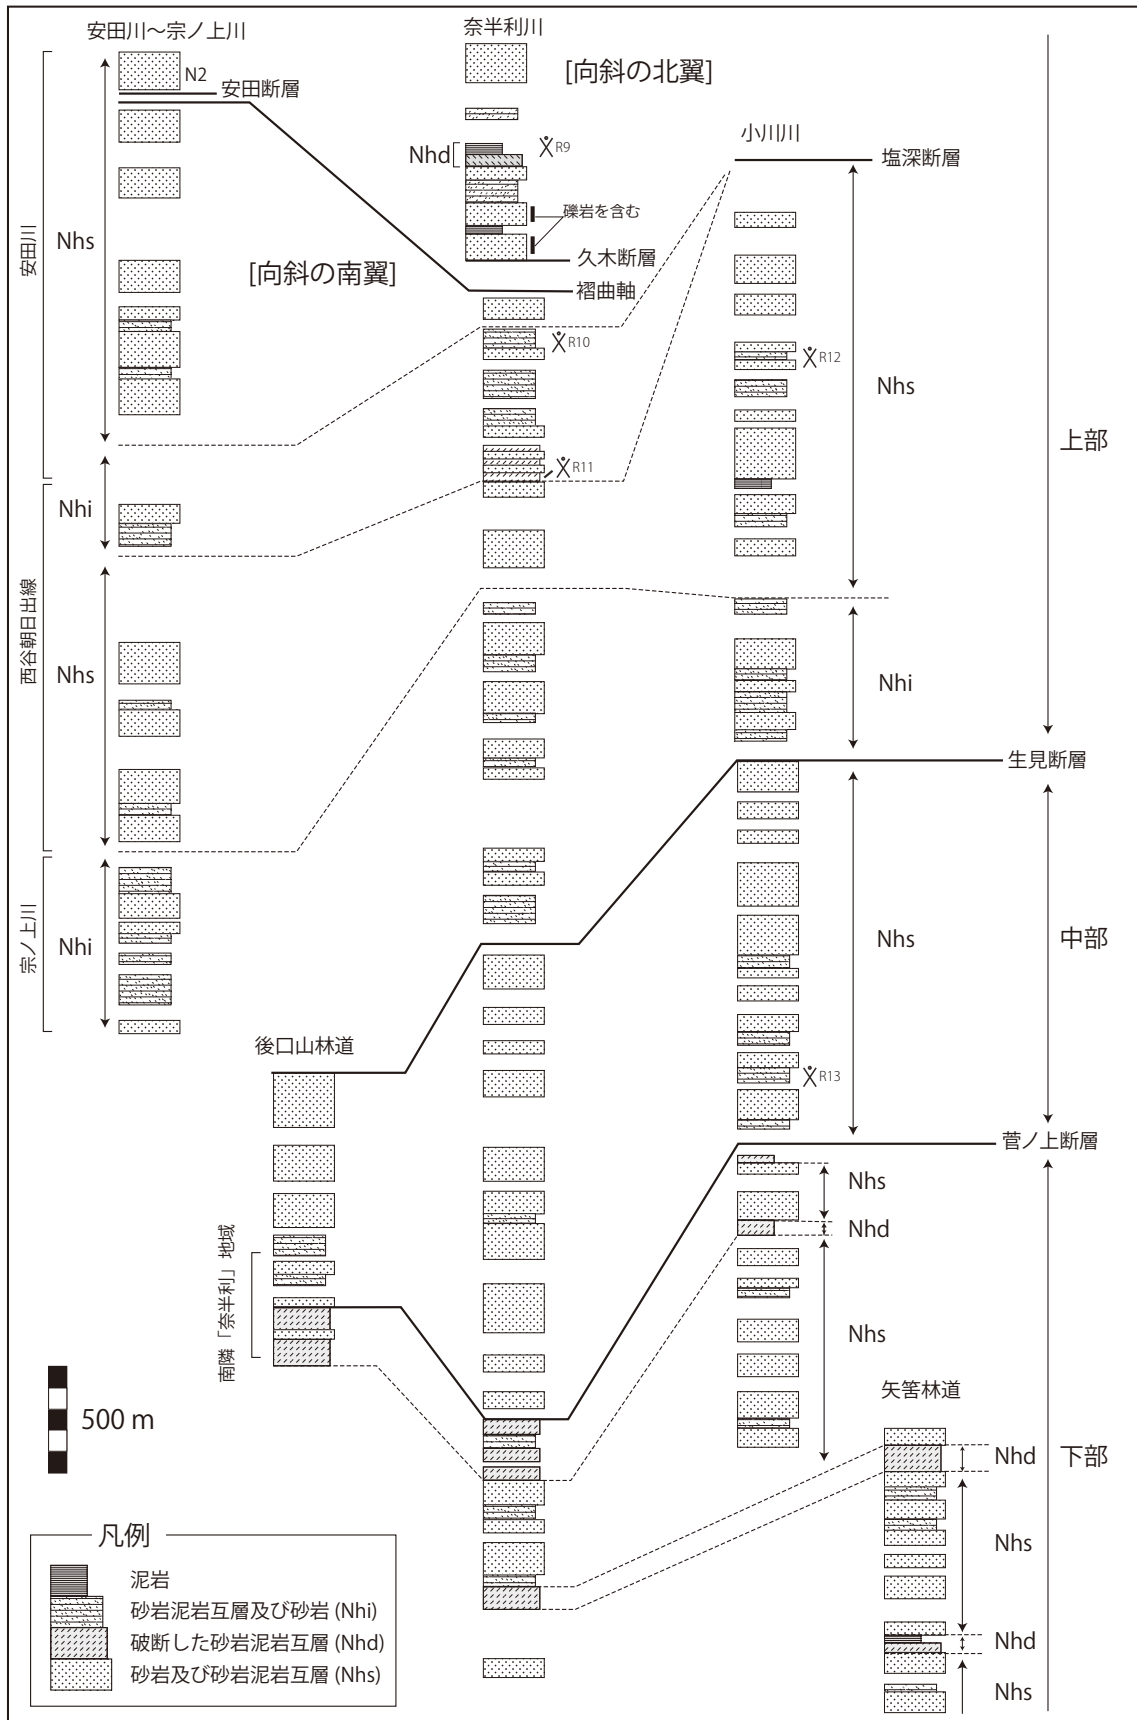 安田川～宗ノ上川
奈半利川
[向斜の北翼]
N2
安田断層
小川川
Nhd
R9
塩深断層
礫岩を含む
安田川
Nhs
[向斜の南翼]
久木断層
褶曲軸
R10
R12
Nhs
上部
R11
Nhi
西谷朝日出線
Nhs
Nhi
生見断層
宗ノ上川
Nhi
Nhs
中部
後口山林道
R13
菅ノ上断層
Nhs
Nhd
南隣「奈半利」地域
Nhs
矢筈林道
500 m
Nhd
下部
凡例
Nhs
泥岩
砂岩泥岩互層及び砂岩 (Nhi)
破断した砂岩泥岩互層 (Nhd)
Nhd
砂岩及び砂岩泥岩互層 (Nhs)
Nhs